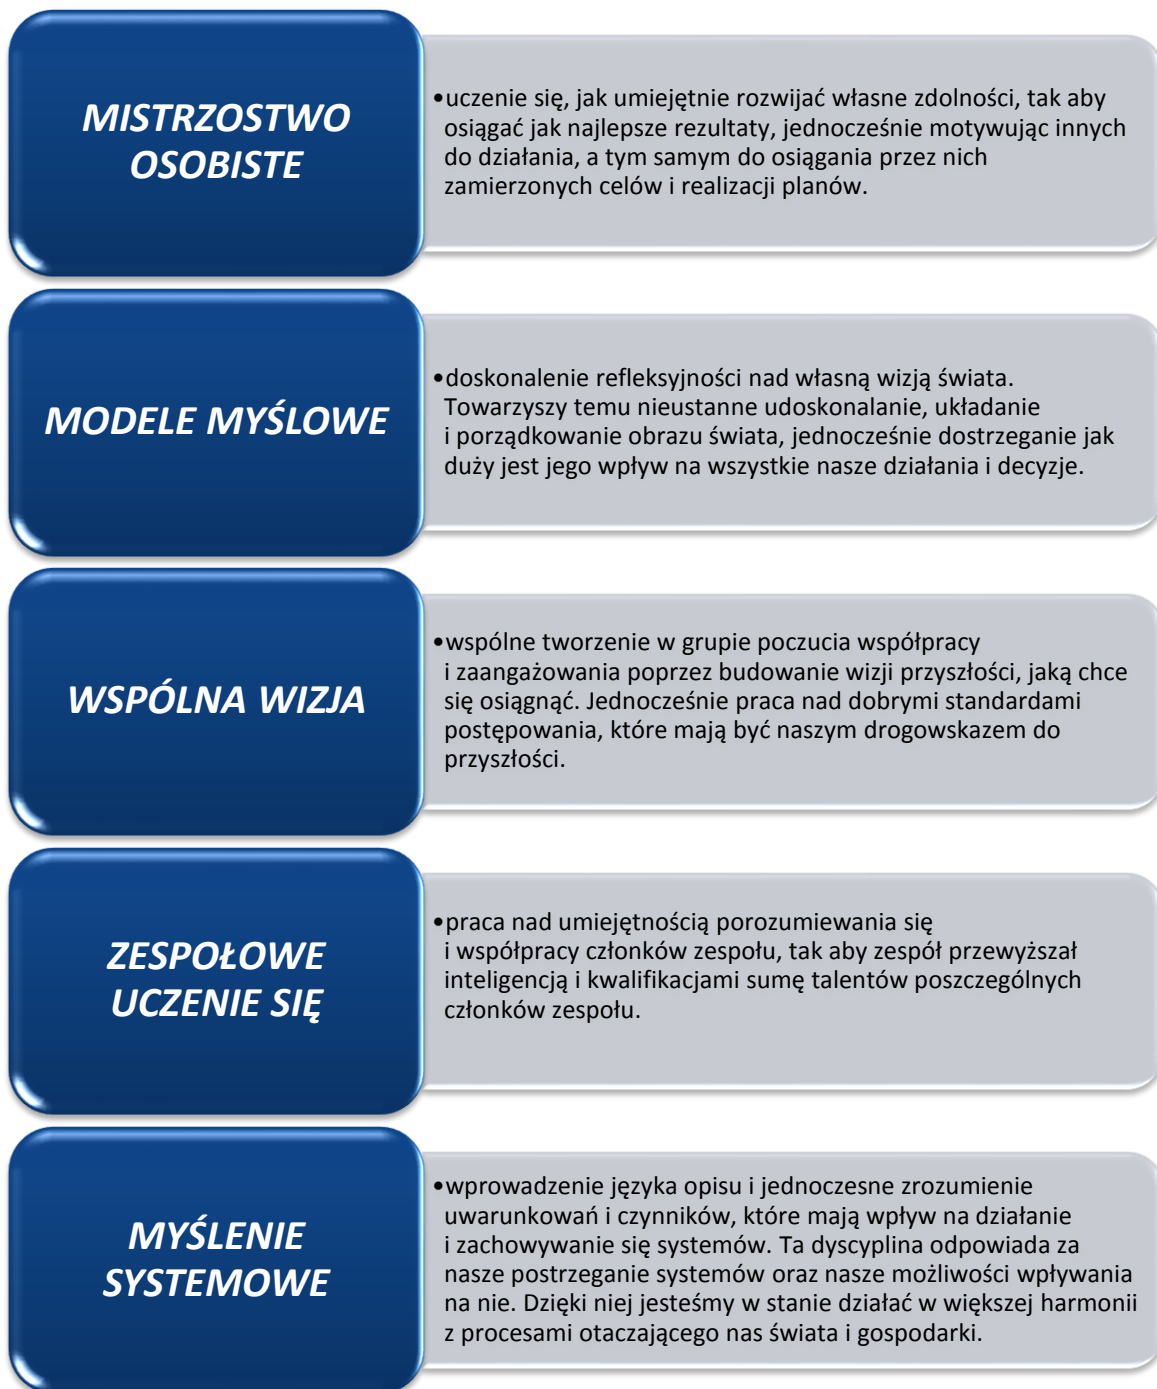 MISTRZOSTWO
OSOBISTE
•uczenie się, jak umiejętnie rozwijać własne zdolności, tak aby
osiągać jak najlepsze rezultaty, jednocześnie motywując innych
do działania, a tym samym do osiągania przez nich
zamierzonych celów i realizacji planów.
MODELE MYŚLOWE
•doskonalenie refleksyjności nad własną wizją świata.
Towarzyszy temu nieustanne udoskonalanie, układanie
i porządkowanie obrazu świata, jednocześnie dostrzeganie jak
duży jest jego wpływ na wszystkie nasze działania i decyzje.
WSPÓLNA WIZJA
•wspólne tworzenie w grupie poczucia współpracy
i zaangażowania poprzez budowanie wizji przyszłości, jaką chce
się osiągnąć. Jednocześnie praca nad dobrymi standardami
postępowania, które mają być naszym drogowskazem do
przyszłości.
ZESPOŁOWE
UCZENIE SIĘ
•praca nad umiejętnością porozumiewania się
i współpracy członków zespołu, tak aby zespół przewyższał
inteligencją i kwalifikacjami sumę talentów poszczególnych
członków zespołu.
MYŚLENIE
SYSTEMOWE
•wprowadzenie języka opisu i jednoczesne zrozumienie
uwarunkowań i czynników, które mają wpływ na działanie
i zachowywanie się systemów. Ta dyscyplina odpowiada za
nasze postrzeganie systemów oraz nasze możliwości wpływania
na nie. Dzięki niej jesteśmy w stanie działać w większej harmonii
z procesami otaczającego nas świata i gospodarki.